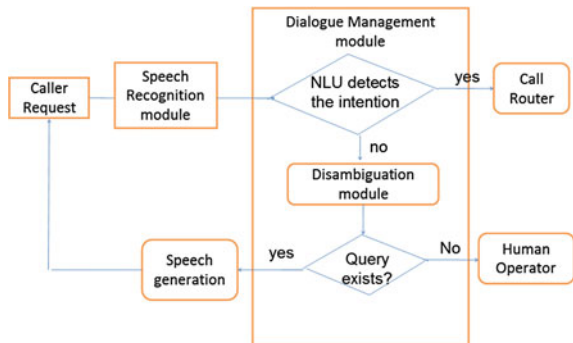 Dialogue Management
module
Caller
Request
Speech
Recognition
module
NLU detects
the intention
yes
Call
Router
no
Disambiguation
module
Speech
generation
yes
Query
exists?
No
Human
Operator